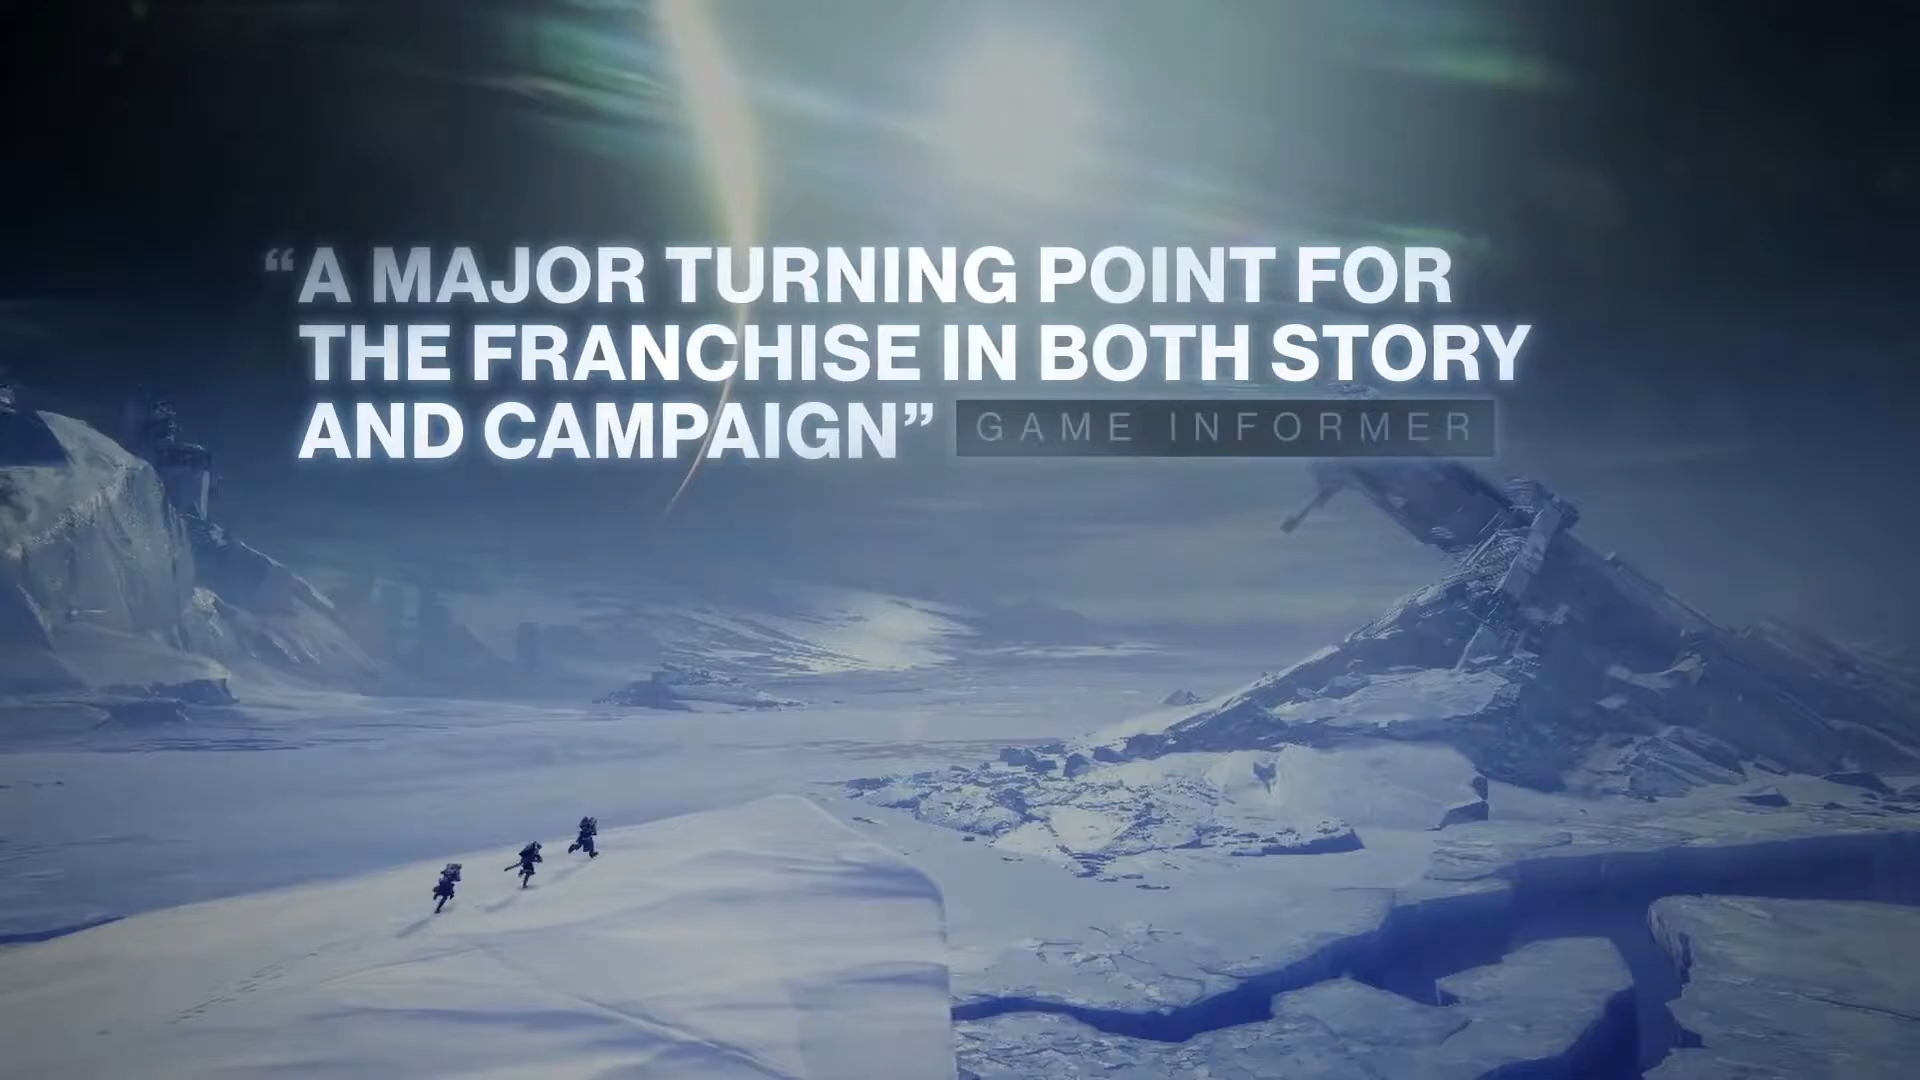 “A MAJOR TURNING POINT FOR
THE FRANCHISE IN BOTH STORY
AND CAMPAIGN” GAME INFORMER